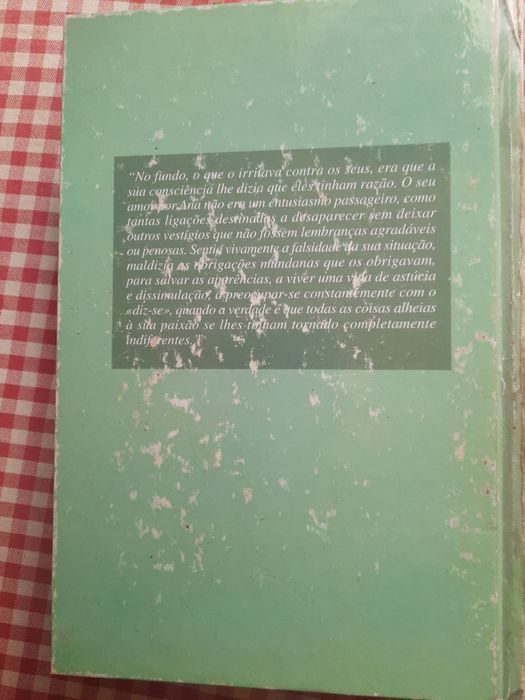 “No fundo, o que o irritava contra os seus, era que a
sua consciência lhe dizia que eles tinham razão. O seu
amor por Ana não era um entusiasmo passageiro, como
tantas ligações destinadas a desaparecer sem deixar
outros vestígios que não fossem lembranças agradáveis
ou penosas. Sentia vivamente a falsidade da sua situação,
maldizia as obrigações mundanas que os obrigavam,
para salvar as aparências, a viver uma vida de astúcia
e dissimulação, a preocupar-se constantemente com o
«diz-se», quando a verdade é que todas as coisas alheias
à sua paixão se lhes tinham tornado completamente
indiferentes.”